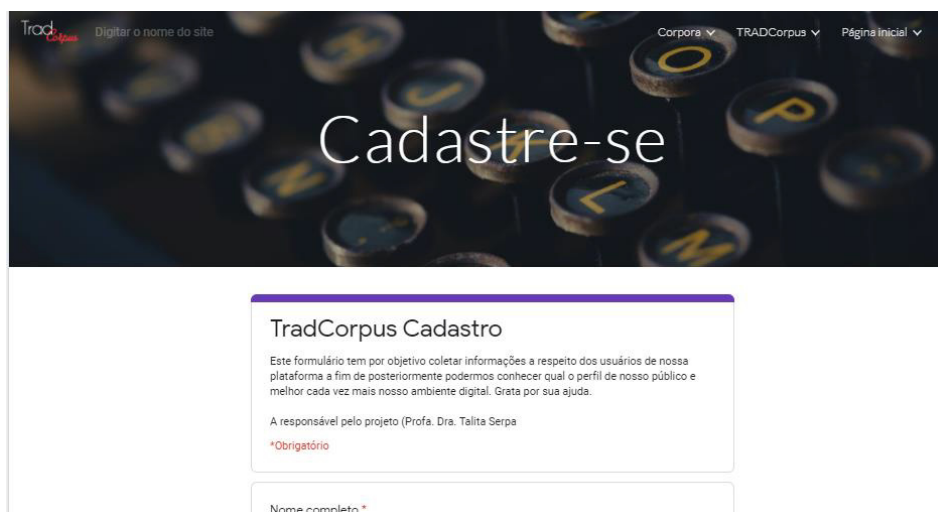 TradCorpus
Digitar o nome do site
Corpora
TRADCorpus
Página inicial
O
H
J
P
Cadastre-se
N
L
M
TradCorpus Cadastro
Este formulário tem por objetivo coletar informações a respeito dos usuários de nossa
plataforma a fim de posteriormente podermos conhecer qual o perfil de nosso público e
melhor cada vez mais nosso ambiente digital. Grata por sua ajuda.
A responsável pelo projeto (Profa. Dra. Talita Serpa
*Obrigatório
Nome completo *